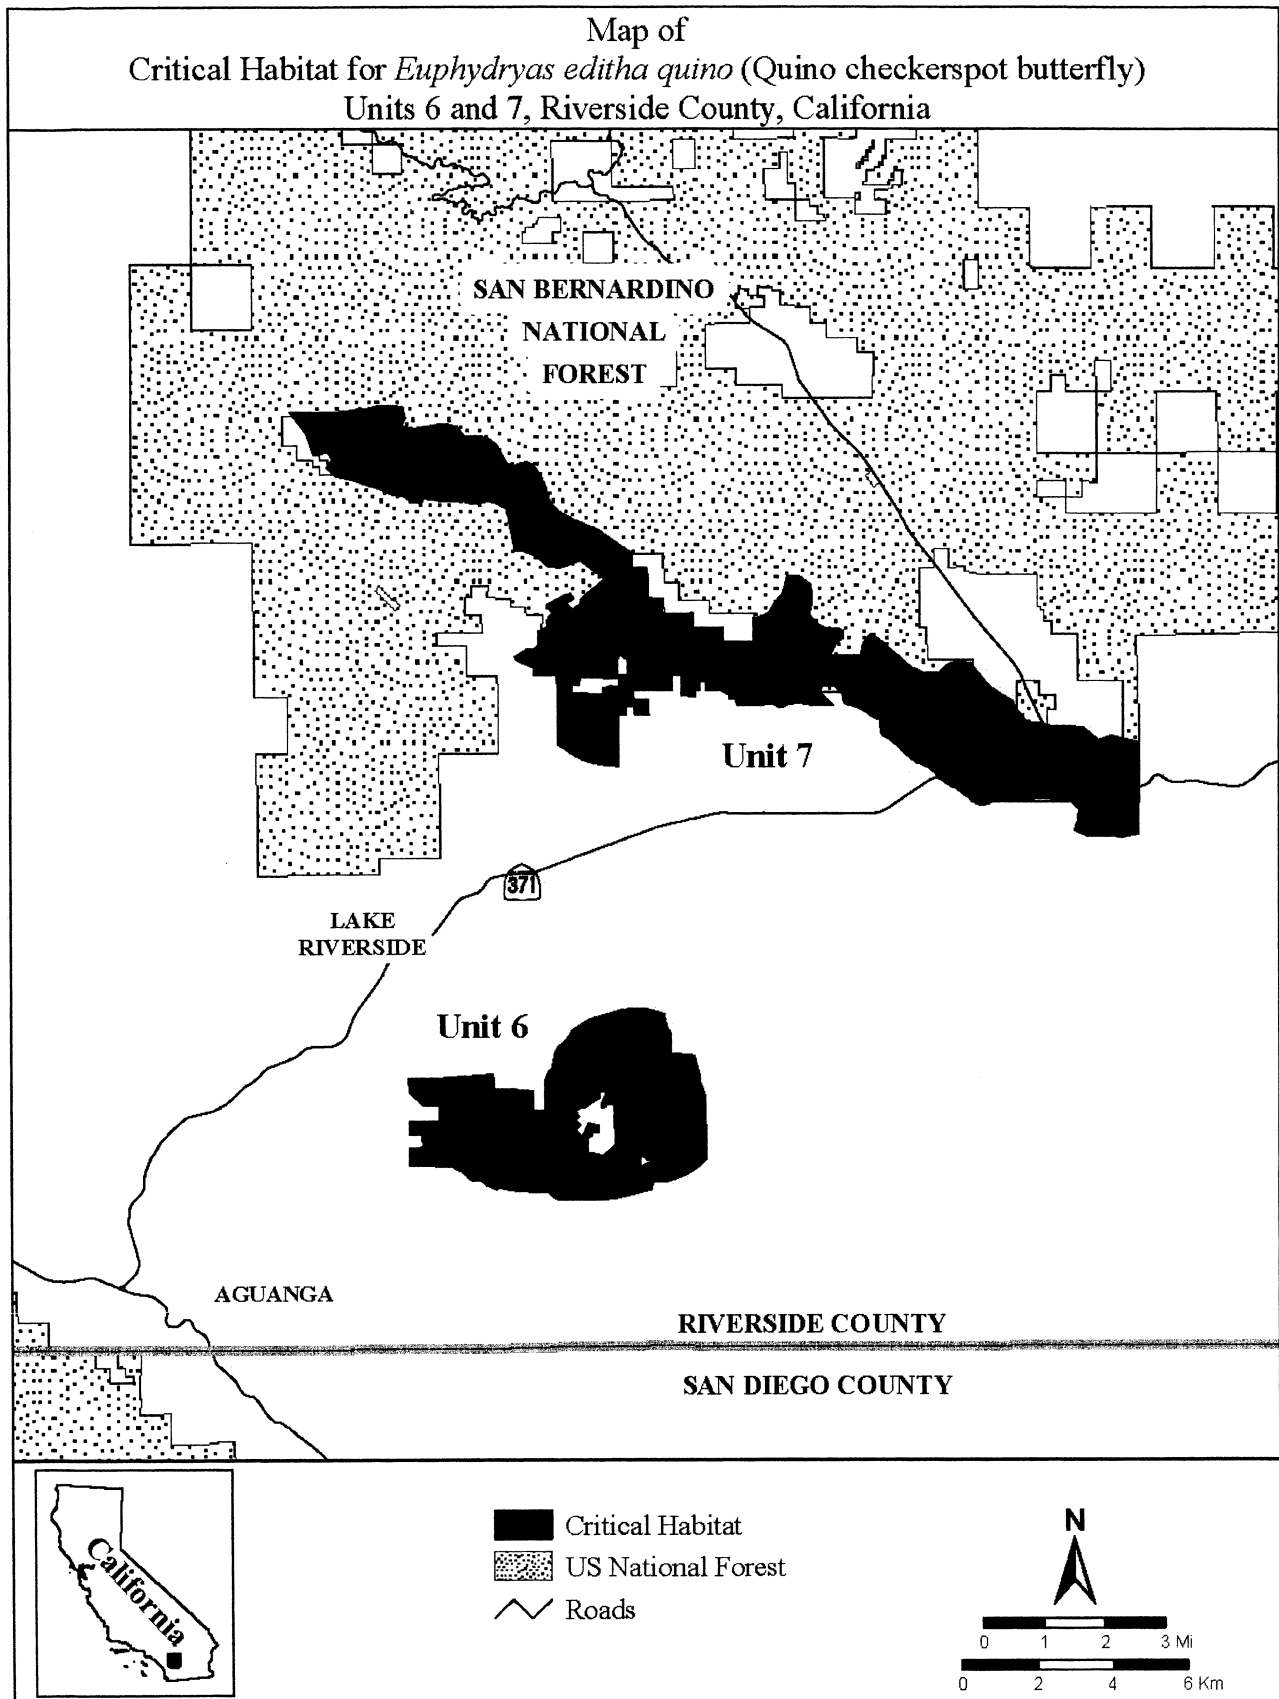 Map of
Critical Habitat for Euphydryas editha quino (Quino checkerspot butterfly)
Units 6 and 7, Riverside County, California
SAN BERNARDINO
NATIONAL
FOREST
Unit 7
371
LAKE
RIVERSIDE
Unit 6
AGUANGA
RIVERSIDE COUNTY
SAN DIEGO COUNTY
California
Critical Habitat
US National Forest
Roads
N
0 1 2 3 Mi
0 2 4 6 Km